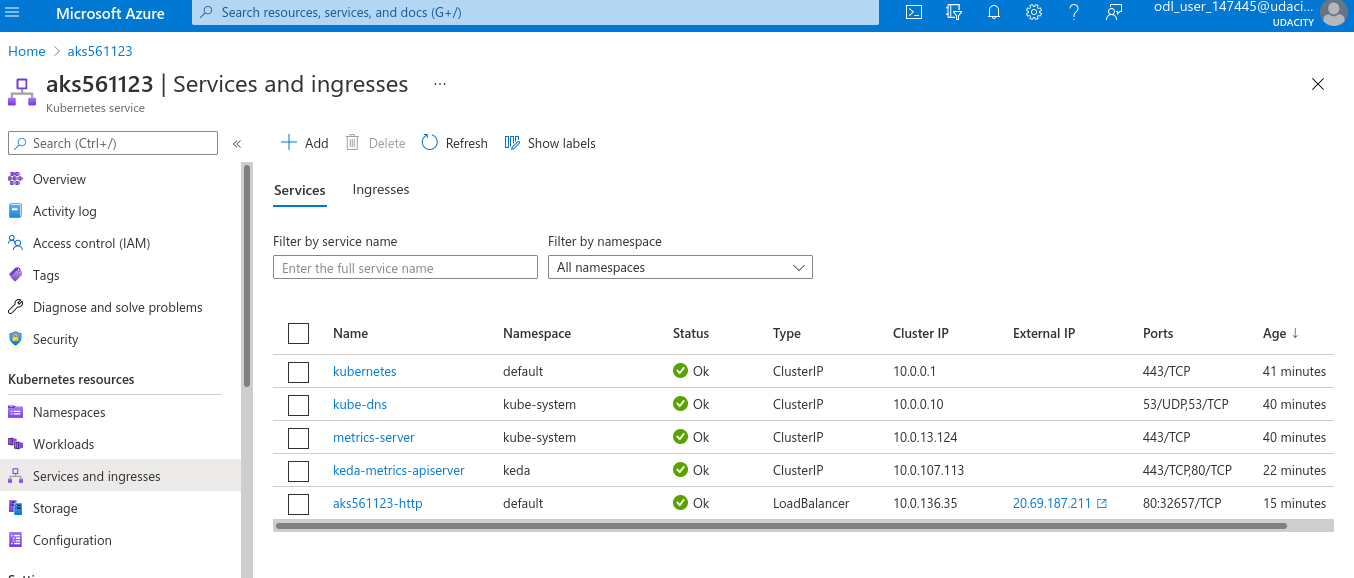 Microsoft Azure
Search resources, services, and docs (G+/)
odl_user_147445@udaci...
UDACITY
Home > aks561123
aks561123 | Services and ingresses ...
Kubernetes service
Search (Ctrl+/) «
Add Delete Refresh Show labels
Overview
Activity log
Access control (IAM)
Tags
Diagnose and solve problems
Security
Kubernetes resources
Namespaces
Workloads
Services and ingresses
Storage
Configuration
Services Ingresses
Filter by service name Filter by namespace
Enter the full service name All namespaces
Name Namespace Status Type Cluster IP External IP Ports Age ↓
kubernetes default Ok ClusterIP 10.0.0.1 443/TCP 41 minutes
kube-dns kube-system Ok ClusterIP 10.0.0.10 53/UDP,53/TCP 40 minutes
metrics-server kube-system Ok ClusterIP 10.0.13.124 443/TCP 40 minutes
keda-metrics-apiserver keda Ok ClusterIP 10.0.107.113 443/TCP,80/TCP 22 minutes
aks561123-http default Ok LoadBalancer 10.0.136.35 20.69.187.211 80:32657/TCP 15 minutes